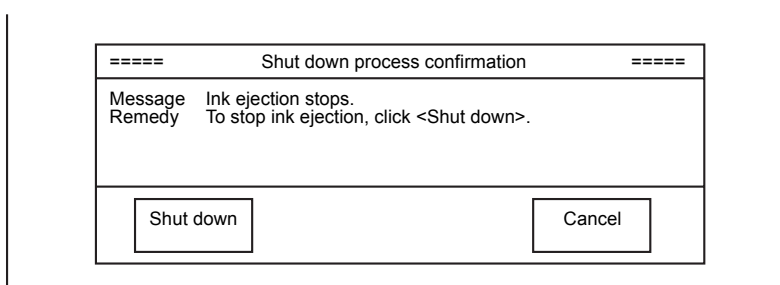 ===== Shut down process confirmation =====
Message Ink ejection stops.
Remedy To stop ink ejection, click <Shut down>.
Shut down Cancel